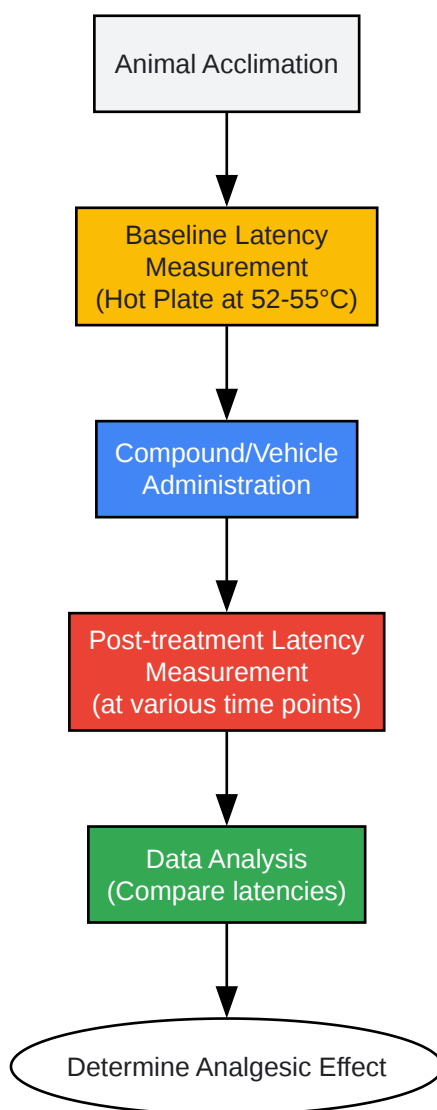 Animal Acclimation
Baseline Latency
Measurement
(Hot Plate at 52-55°C)
Compound/Vehicle
Administration
Post-treatment Latency
Measurement
(at various time points)
Data Analysis
(Compare latencies)
Determine Analgesic Effect